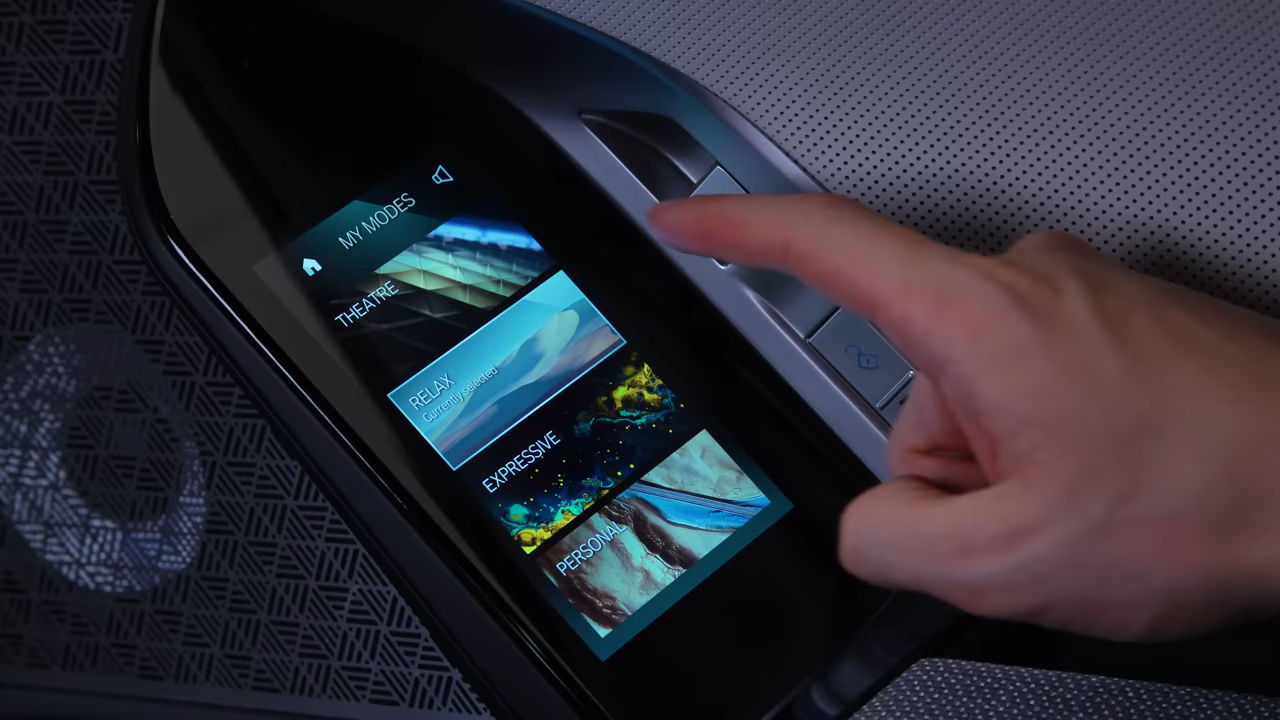 MY MODES
THEATRE
RELAX
Currently selected
EXPRESSIVE
PERSONAL